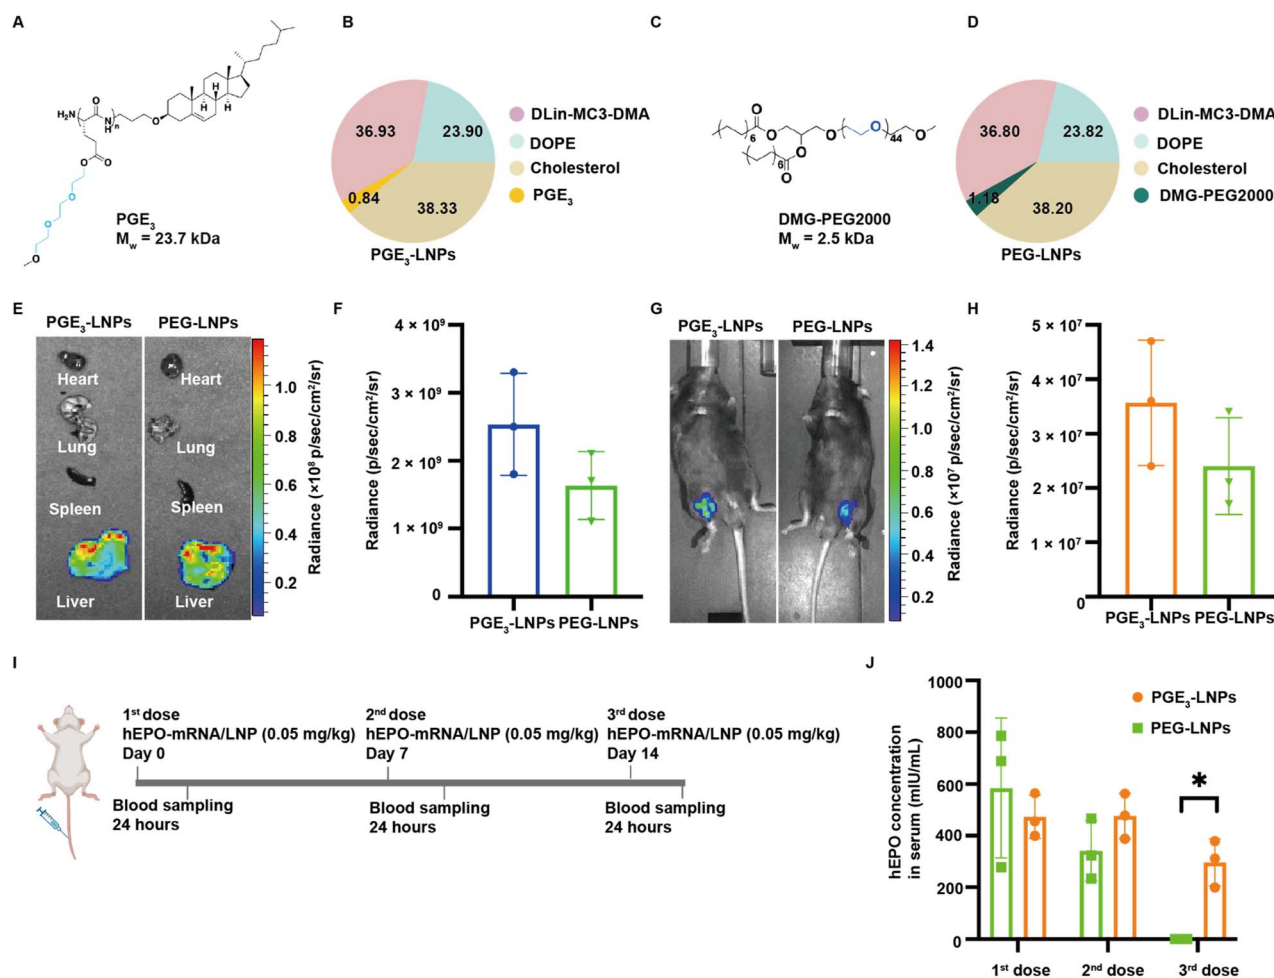 A
H₂N
O
N
H
n
O
H
H
H
O
O
O
O
O
PGE₃
Mw = 23.7 kDa
B
36.93
23.90
0.84
38.33
DLin-MC3-DMA
DOPE
Cholesterol
PGE₃
PGE₃-LNPs
C
O
6
O
O
O
44
O
O
6
O
DMG-PEG2000
Mw = 2.5 kDa
D
36.80
23.82
1.18
38.20
DLin-MC3-DMA
DOPE
Cholesterol
DMG-PEG2000
PEG-LNPs
E
PGE₃-LNPs PEG-LNPs
Heart Heart
Lung Lung
Spleen Spleen
Liver Liver
1.0
0.8
0.6
0.4
0.2
Radiance (×10⁸ p/sec/cm²/sr)
F
Radiance (p/sec/cm²/sr)
4 × 10⁹
3 × 10⁹
2 × 10⁹
1 × 10⁹
0
PGE₃-LNPs PEG-LNPs
G
PGE₃-LNPs PEG-LNPs
1.4
1.2
1.0
0.8
0.6
0.4
0.2
Radiance (×10⁷ p/sec/cm²/sr)
H
Radiance (p/sec/cm²/sr)
5 × 10⁷
4 × 10⁷
3 × 10⁷
2 × 10⁷
1 × 10⁷
0
PGE₃-LNPs PEG-LNPs
I
1st dose
hEPO-mRNA/LNP (0.05 mg/kg)
Day 0
2nd dose
hEPO-mRNA/LNP (0.05 mg/kg)
Day 7
3rd dose
hEPO-mRNA/LNP (0.05 mg/kg)
Day 14
Blood sampling
24 hours
Blood sampling
24 hours
Blood sampling
24 hours
J
hEPO concentration
in serum (mIU/mL)
1000
800
600
400
200
0
PGE₃-LNPs
PEG-LNPs
*
1st dose 2nd dose 3rd dose